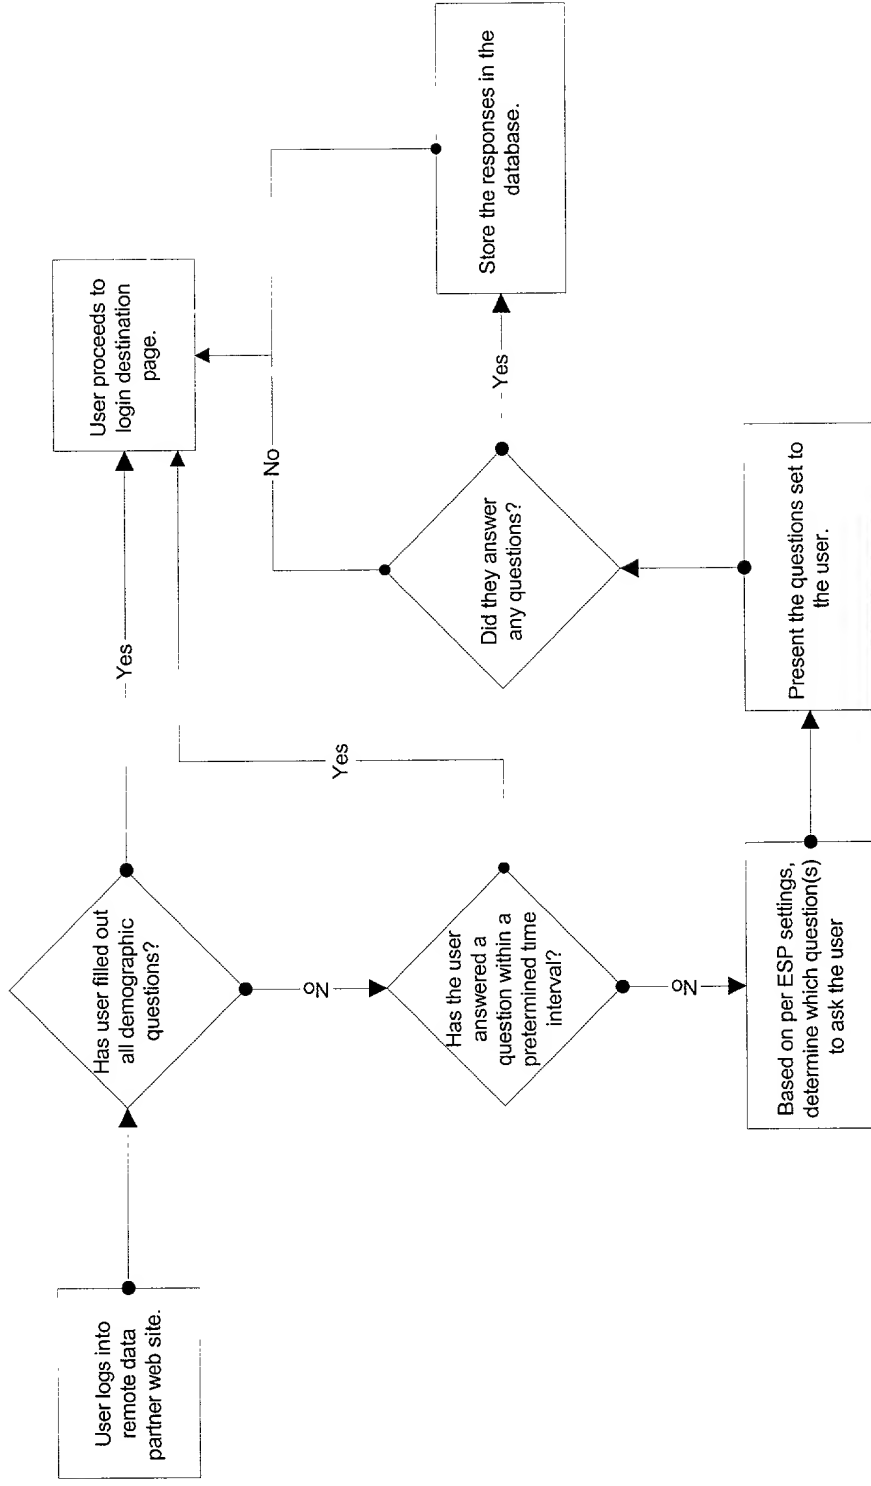 User logs into
remote data
partner web site.
Has user filled out
all demographic
questions?
Yes
User proceeds to
login destination
page.
No
Has the user
answered a
question within a
pretermined time
interval?
Yes
No
Based on per ESP settings,
determine which question(s)
to ask the user
Present the questions set to
the user.
Did they answer
any questions?
No
Yes
Store the responses in the
database.